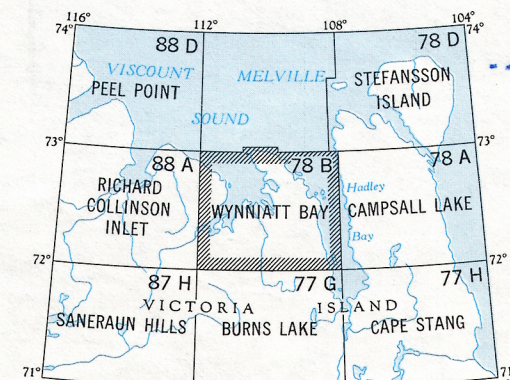 116°
112°
108°
104°
74°
74°
88 D
78 D
VISCOUNT
MELVILLE
PEEL POINT
STEFANSSON
ISLAND
SOUND
73°
73°
88 A
78 B
78 A
RICHARD
COLLINSON
INLET
WYNNIATT BAY
Hadley
Bay
CAMPSALL LAKE
72°
72°
87 H
77 G
77 H
VICTORIA
ISLAND
SANERAUN HILLS
BURNS LAKE
CAPE STANG
71°
71